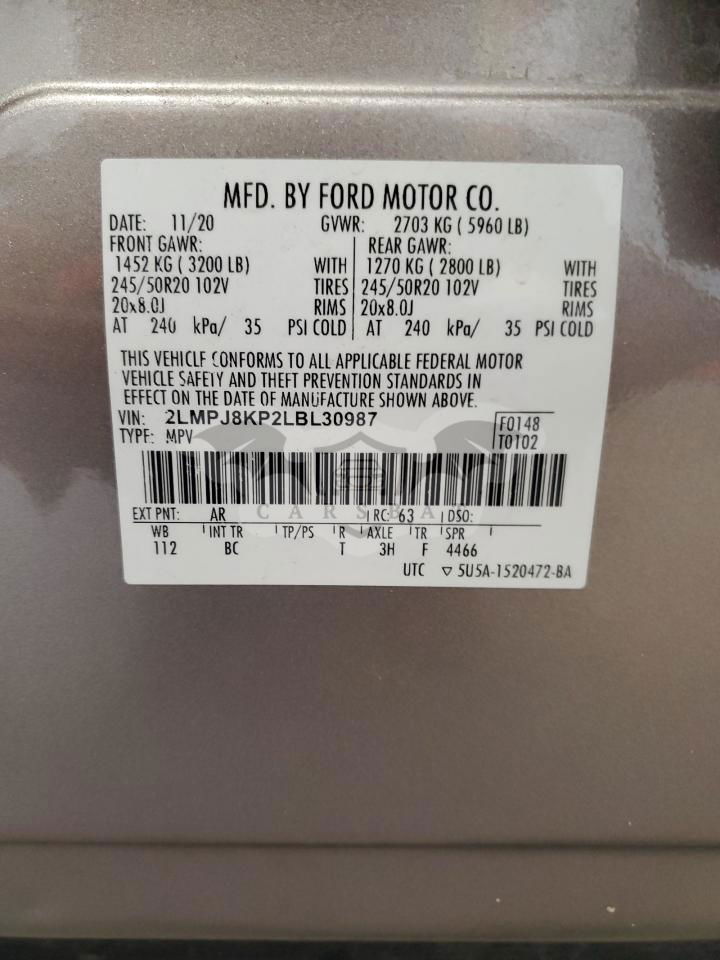 MFD. BY FORD MOTOR CO.
DATE: 11/20 GVWR: 2703 KG ( 5960 LB)
FRONT GAWR: REAR GAWR:
1452 KG ( 3200 LB) WITH 1270 KG ( 2800 LB) WITH
245/50R20 102V TIRES 245/50R20 102V TIRES
20x8.0J RIMS 20x8.0J RIMS
AT 240 kPa/ 35 PSI COLD AT 240 kPa/ 35 PSI COLD
THIS VEHICLE CONFORMS TO ALL APPLICABLE FEDERAL MOTOR
VEHICLE SAFETY AND THEFT PREVENTION STANDARDS IN
EFFECT ON THE DATE OF MANUFACTURE SHOWN ABOVE.
VIN: 2LMPJ8KP2LBL30987 F0148
TYPE: MPV T0102
EXT PNT: AR RC: 63 DSO:
WB INT TR TP/PS R AXLE TR SPR
112 BC T 3H F 4466
UTC ▽ 5U5A-1520472-BA